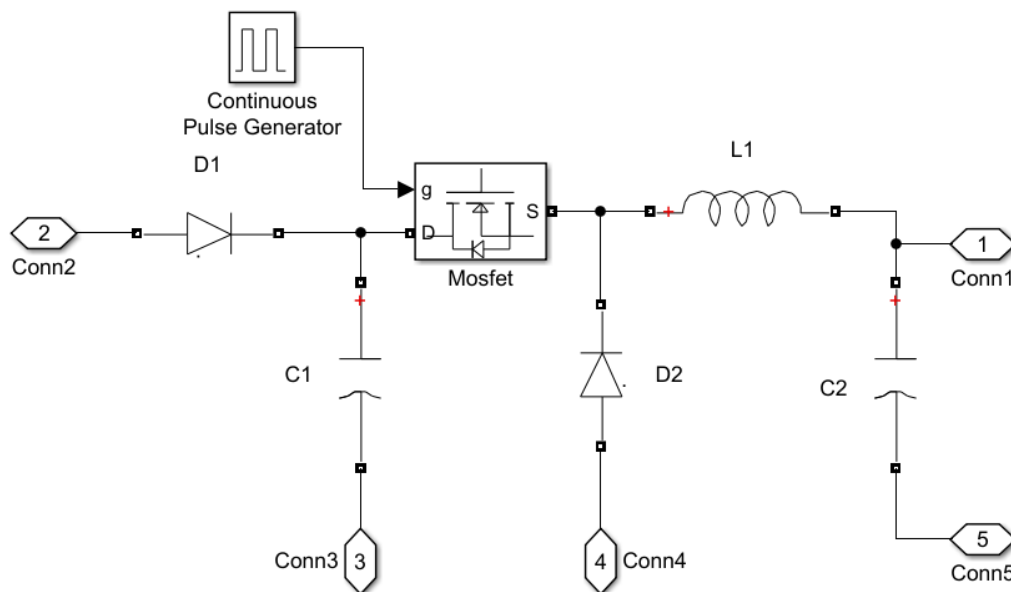 Continuous
Pulse Generator
D1
L1
g
D
S
Mosfet
2
Conn2
1
Conn1
C1
D2
C2
Conn3
3
4
Conn4
5
Conn5